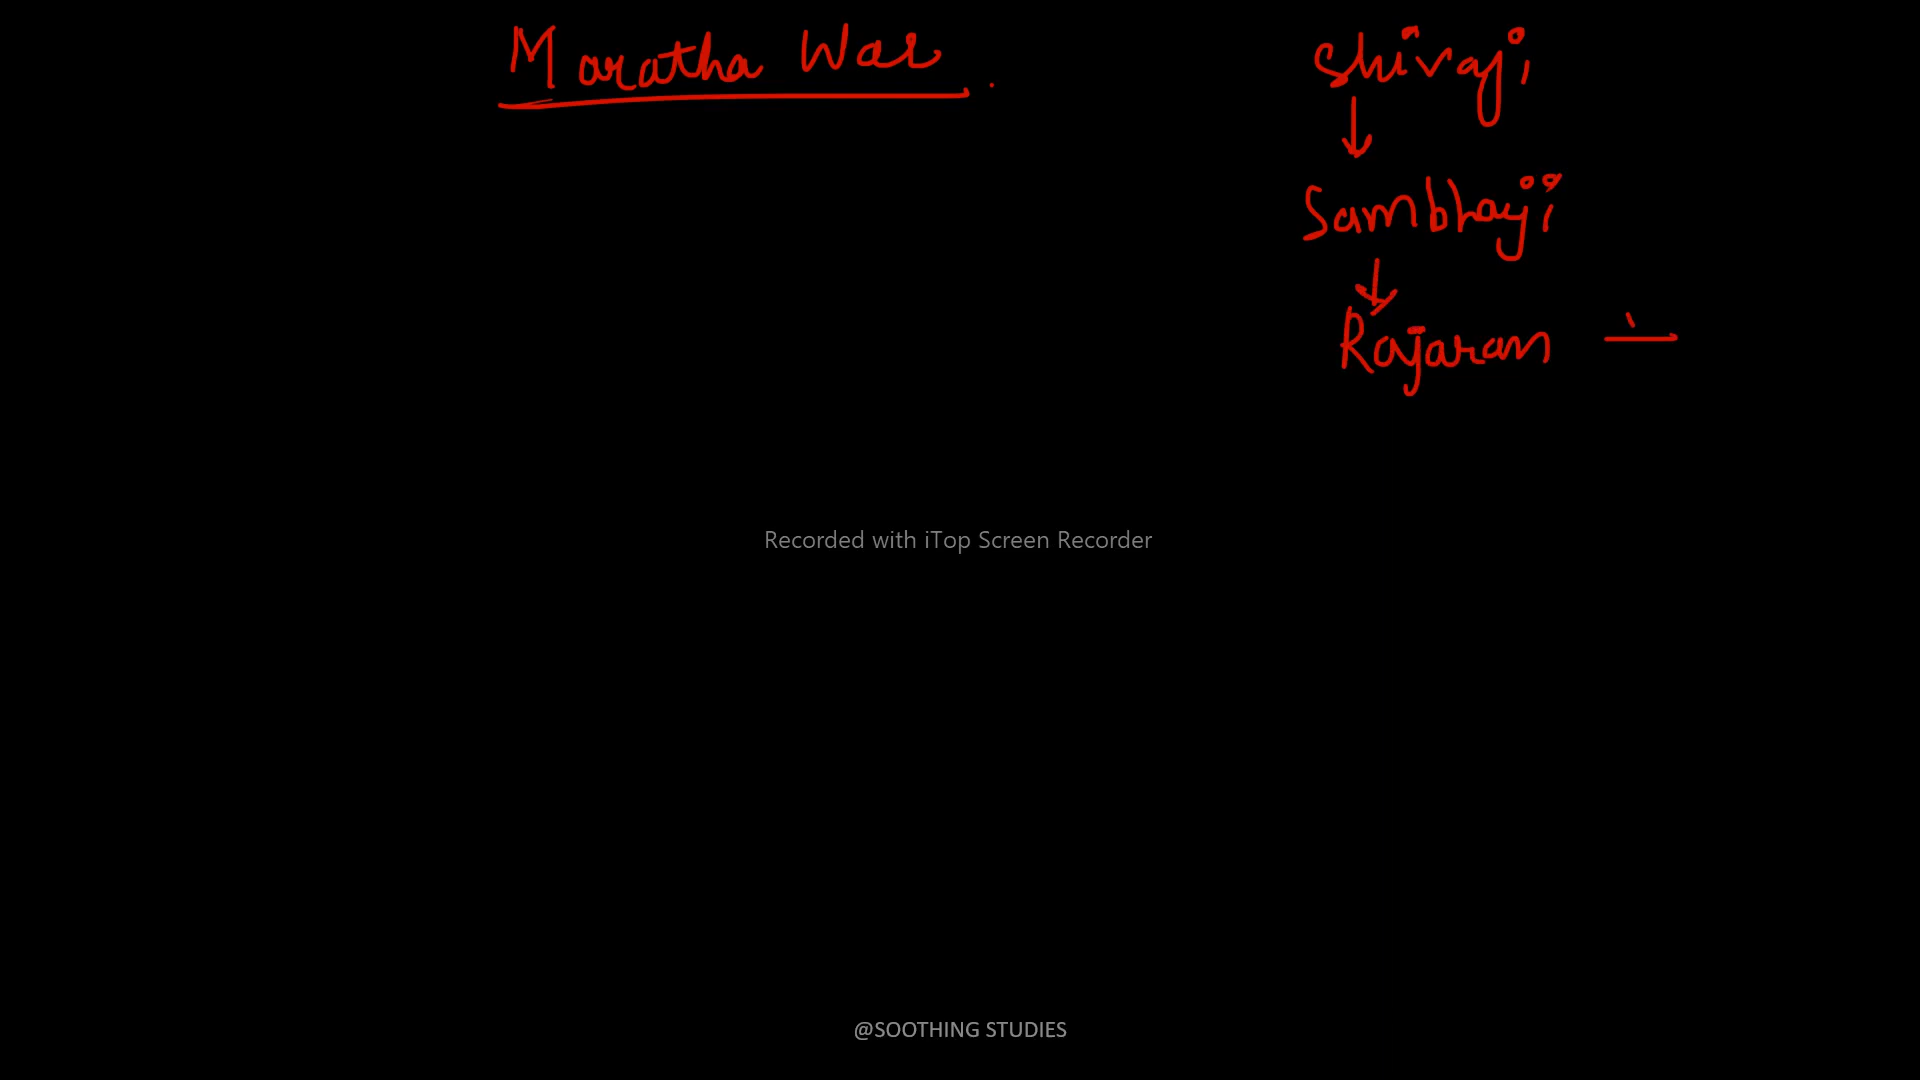 Maratha War.
Shivaji
↓
Sambhaji
↓
Rajaram
Recorded with iTop Screen Recorder
@SOOTHING STUDIES